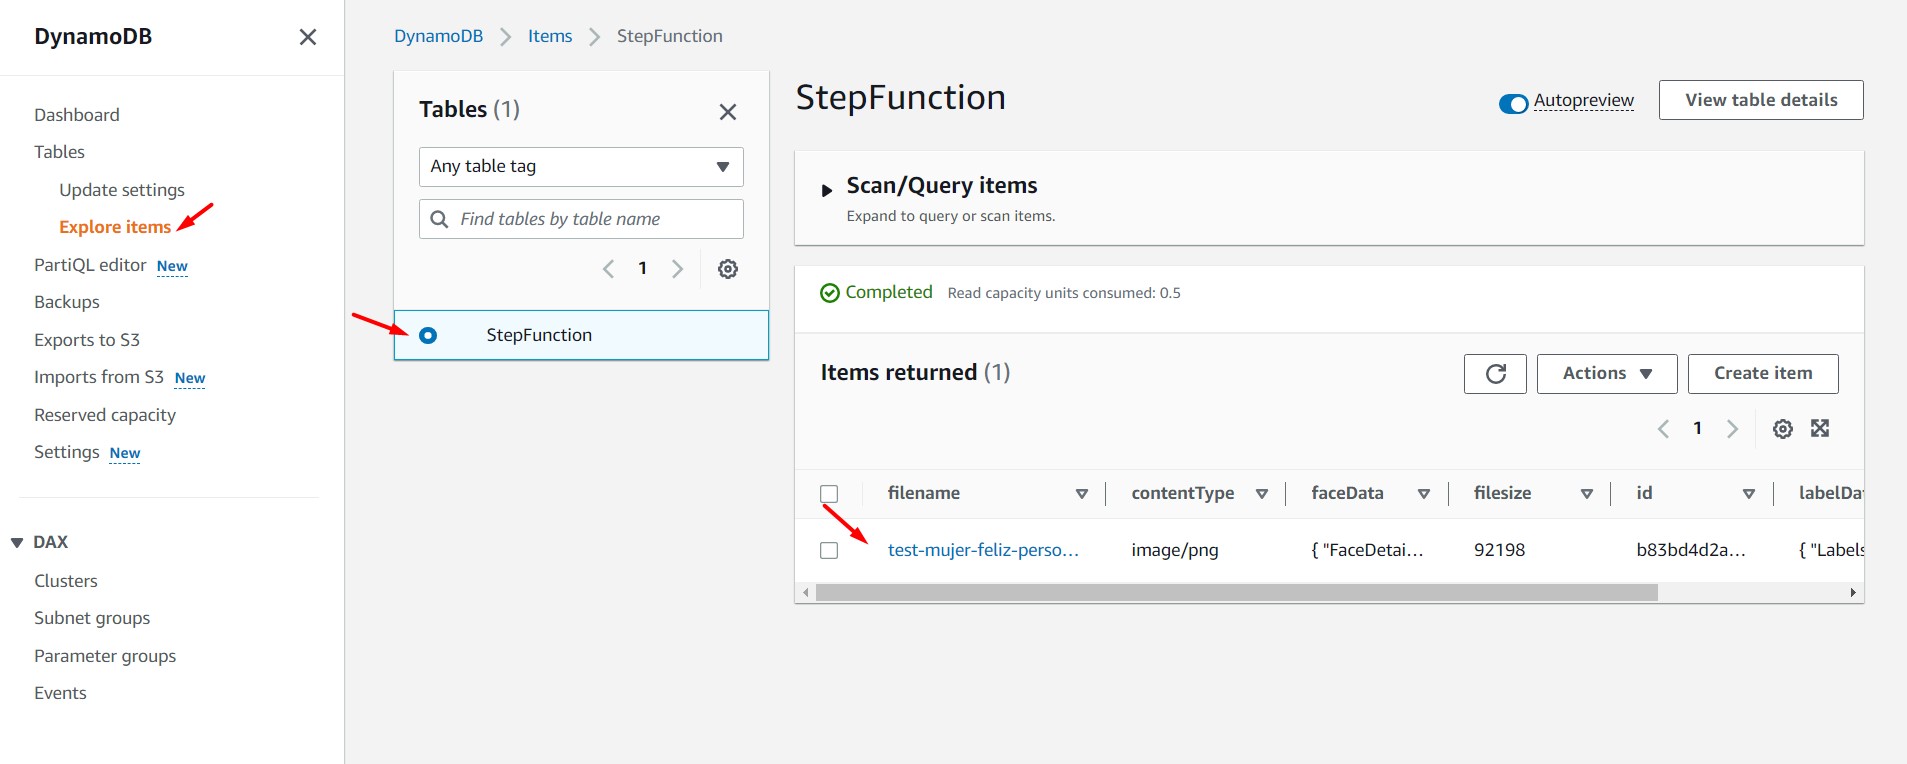 DynamoDB
Dashboard
Tables
Update settings
Explore items
PartiQL editor New
Backups
Exports to S3
Imports from S3 New
Reserved capacity
Settings New
DAX
Clusters
Subnet groups
Parameter groups
Events
DynamoDB Items StepFunction
Tables (1)
Any table tag
Find tables by table name
1
StepFunction
StepFunction
Autopreview
View table details
Scan/Query items
Expand to query or scan items.
Completed Read capacity units consumed: 0.5
Items returned (1)
Actions
Create item
1
filename contentType faceData filesize id labelDa
test-mujer-feliz-perso... image/png { "FaceDetai... 92198 b83bd4d2a... { "Labels